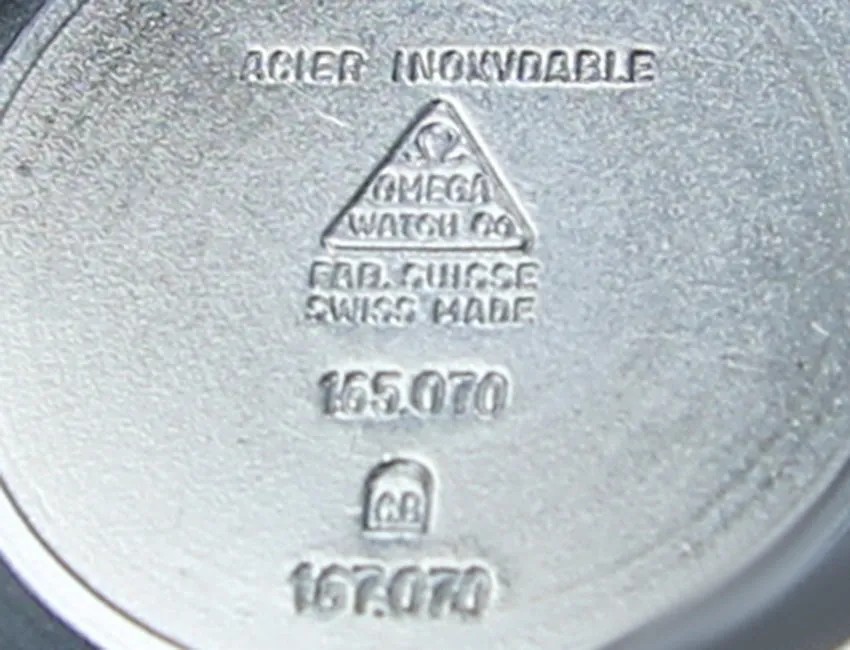 ACIER INOXYDABLE
Ω
OMEGA
WATCH Co
FAB. SUISSE
SWISS MADE
165.070
CB
167.070